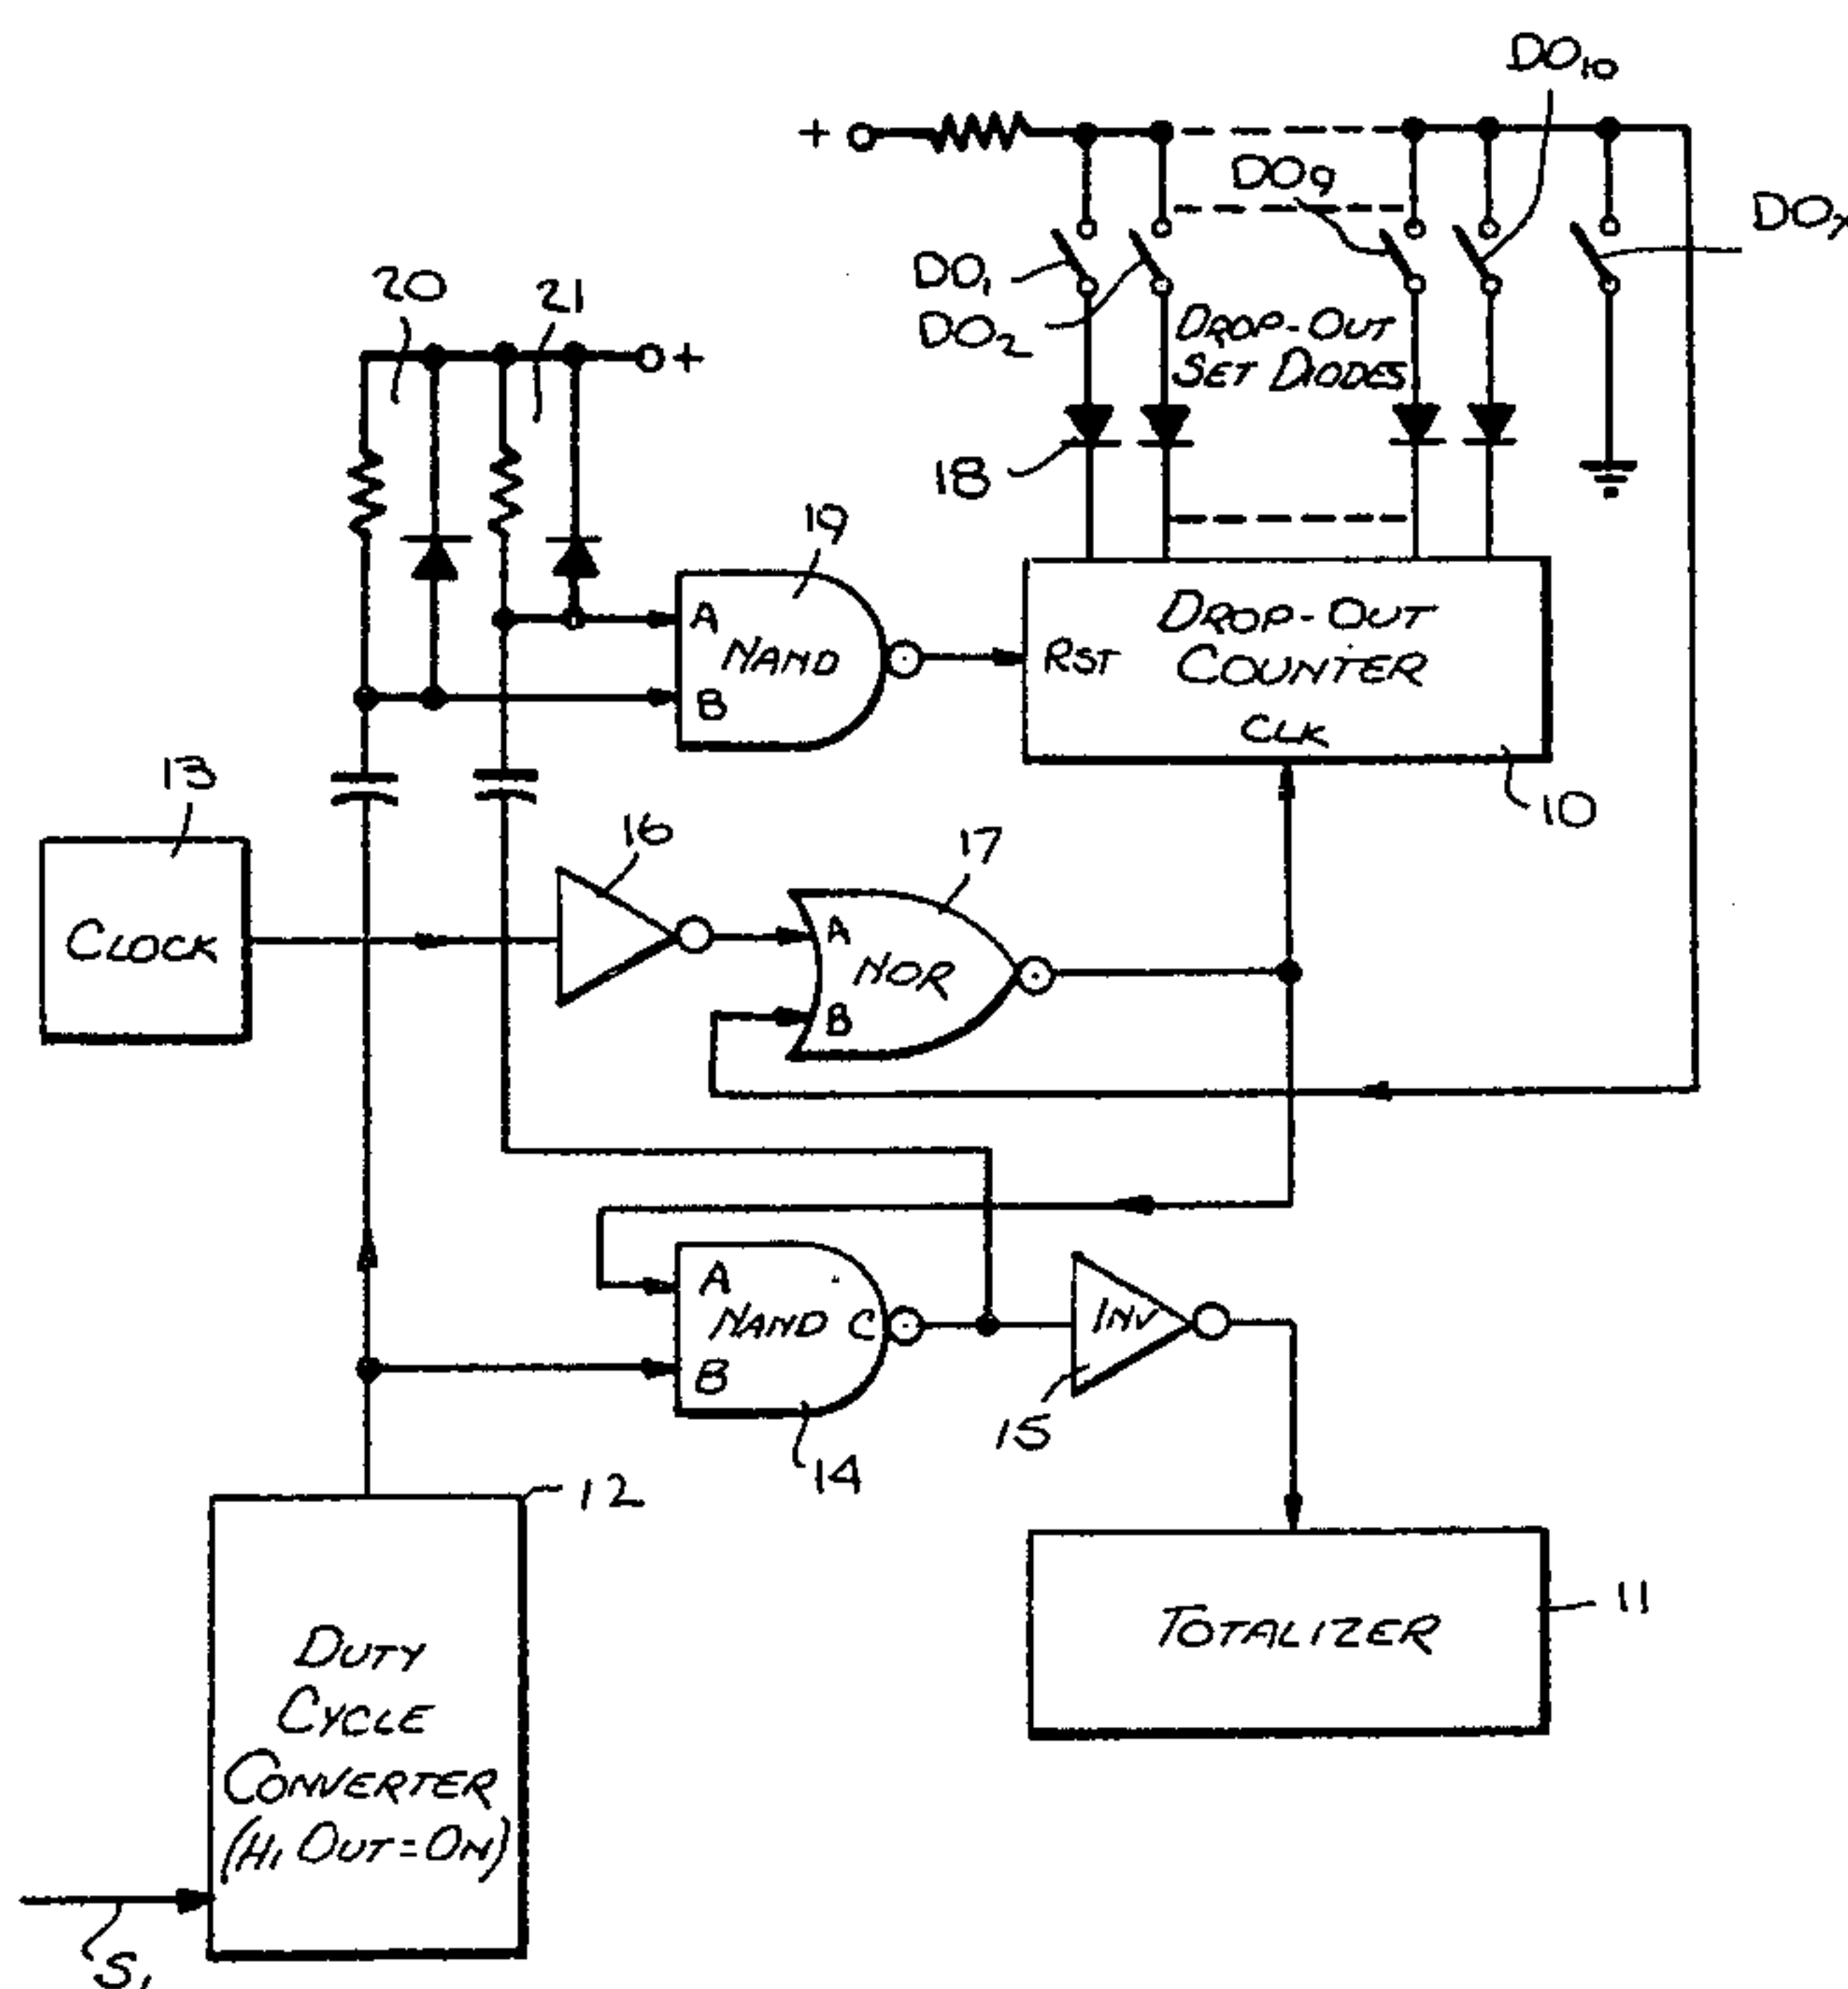 DO10
+
DO9
DOx
DO1
DO2
DROP-OUT
SET DIODES
20
21
+
18
19
A
NAND
B
RST
DROP-OUT
COUNTER
CLK
10
13
CLOCK
16
17
A
NOR
B
A
NAND C
B
14
INV
15
12
DUTY
CYCLE
CONVERTER
(HI OUT = ON)
S1
TOTALIZER
11